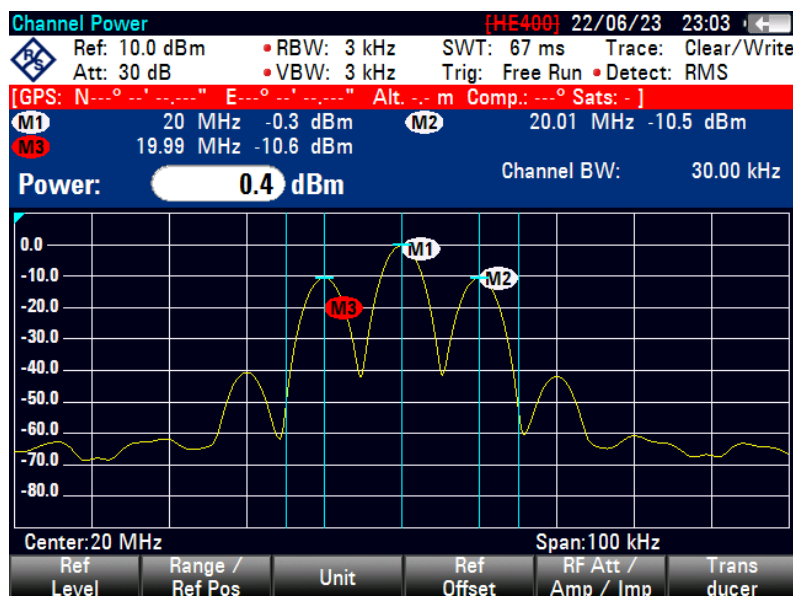 Channel Power [HE400] 22/06/23 23:03
Ref: 10.0 dBm • RBW: 3 kHz SWT: 67 ms Trace: Clear/Write
Att: 30 dB • VBW: 3 kHz Trig: Free Run • Detect: RMS
[GPS: N---° --' --.---" E---° --' --.---" Alt. -.- m Comp.: ---° Sats: - ]
M1 20 MHz -0.3 dBm M2 20.01 MHz -10.5 dBm
M3 19.99 MHz -10.6 dBm
Power: 0.4 dBm Channel BW: 30.00 kHz
0.0
M1
-10.0
M2
-20.0
M3
-30.0
-40.0
-50.0
-60.0
-70.0
-80.0
Center:20 MHz Span:100 kHz
Ref Level
Range / Ref Pos
Unit
Ref Offset
RF Att / Amp / Imp
Trans ducer